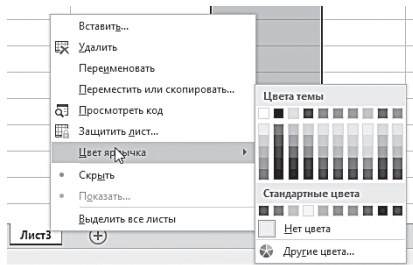 Вставить...
Удалить
Переименовать
Переместить или скопировать...
Просмотреть код
Защитить лист...
Цвет ярлычка
Скрыть
Показать...
Выделить все листы
Лист3
Цвета темы
Стандартные цвета
Нет цвета
Другие цвета...